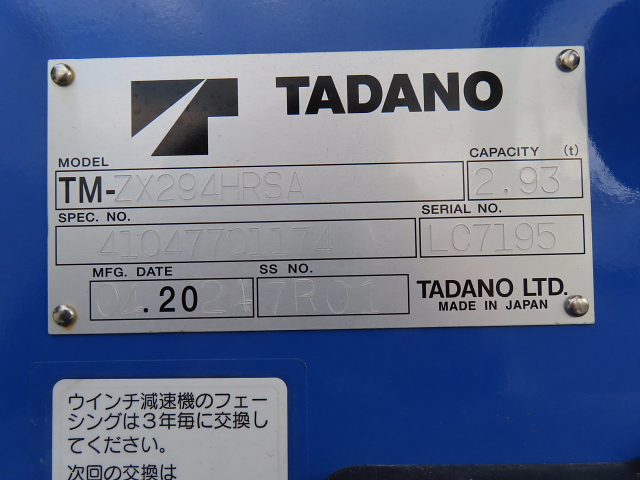 TADANO
MODEL
CAPACITY (t)
TM-ZX294HRSA
2.93
SPEC. NO.
SERIAL NO.
41047701174
LC7195
MFG. DATE
SS NO.
.20
7R01
TADANO LTD.
MADE IN JAPAN
ウインチ減速機のフェー
シングは3年毎に交換し
てください。
次回の交換は